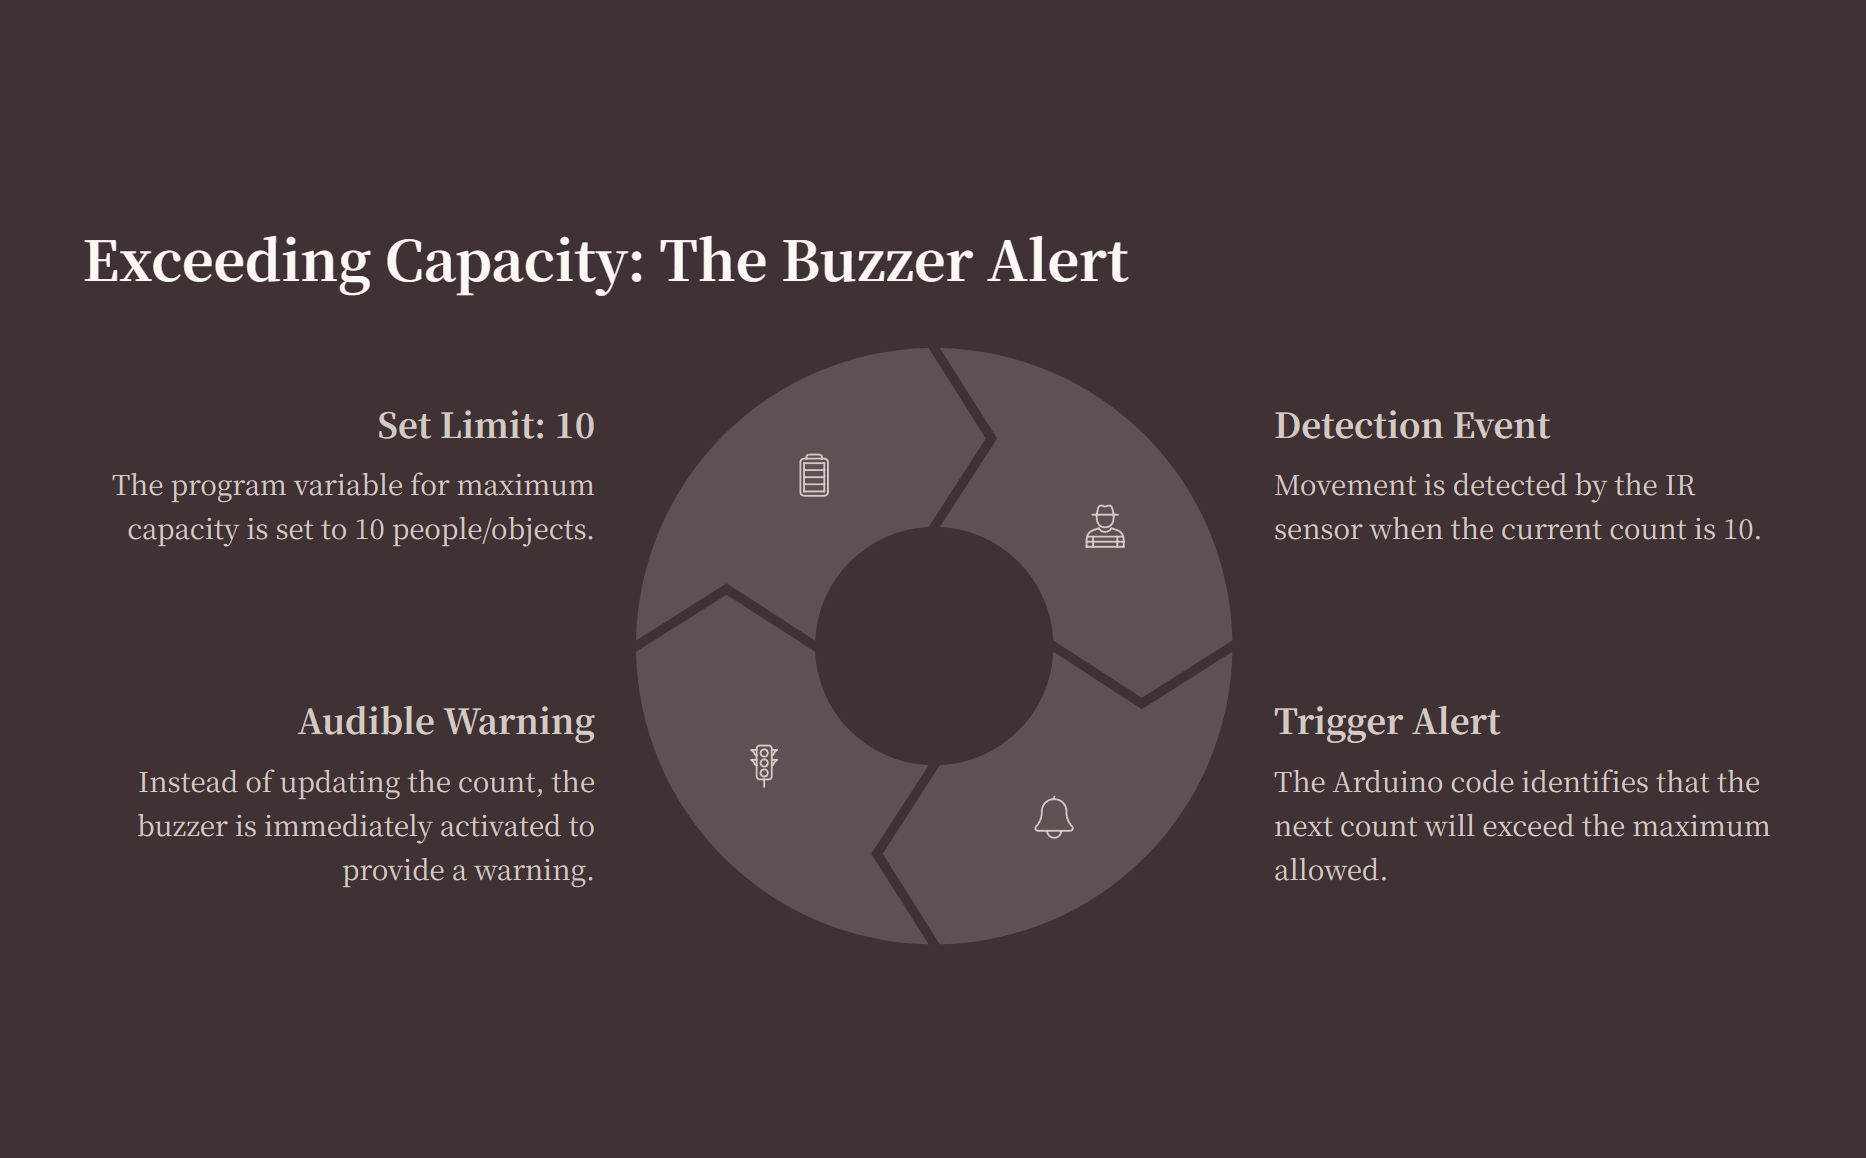 Exceeding Capacity: The Buzzer Alert
Set Limit: 10
The program variable for maximum
capacity is set to 10 people/objects.
Detection Event
Movement is detected by the IR
sensor when the current count is 10.
Trigger Alert
The Arduino code identifies that the
next count will exceed the maximum
allowed.
Audible Warning
Instead of updating the count, the
buzzer is immediately activated to
provide a warning.